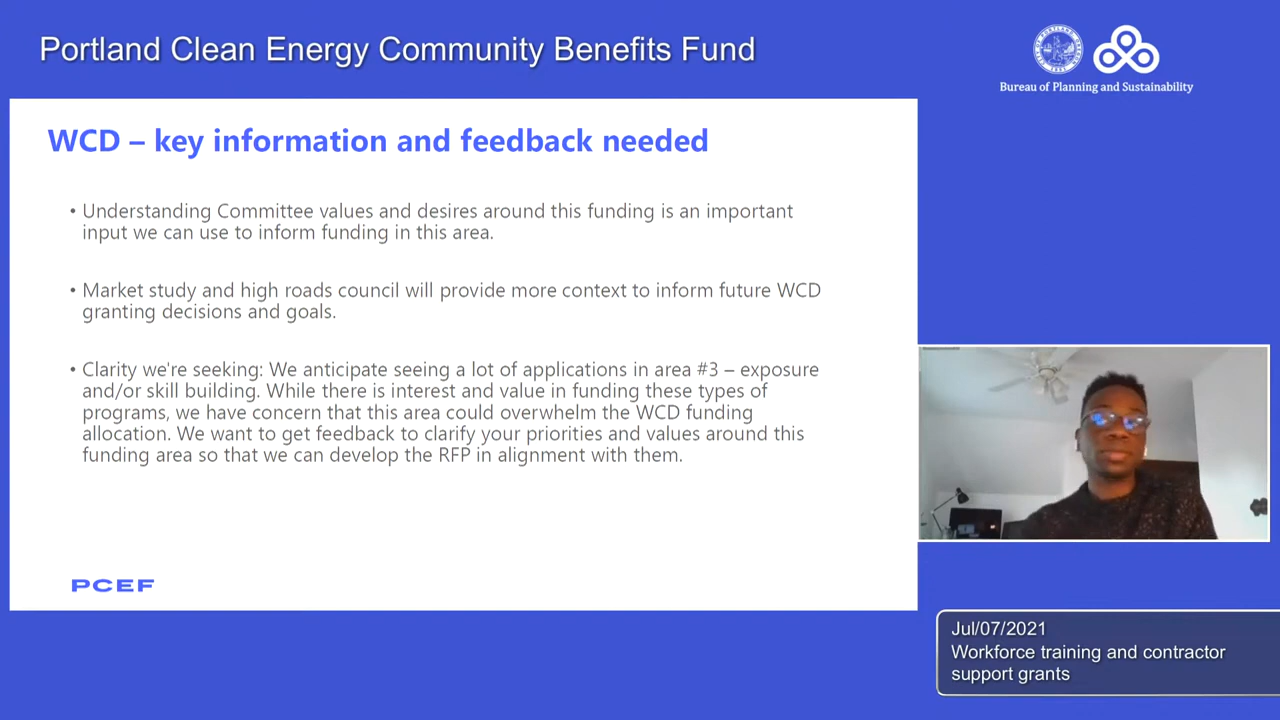 Portland Clean Energy Community Benefits Fund
Bureau of Planning and Sustainability
WCD – key information and feedback needed
• Understanding Committee values and desires around this funding is an important
input we can use to inform funding in this area.
• Market study and high roads council will provide more context to inform future WCD
granting decisions and goals.
• Clarity we're seeking: We anticipate seeing a lot of applications in area #3 – exposure
and/or skill building. While there is interest and value in funding these types of
programs, we have concern that this area could overwhelm the WCD funding
allocation. We want to get feedback to clarify your priorities and values around this
funding area so that we can develop the RFP in alignment with them.
PCEF
Jul/07/2021
Workforce training and contractor
support grants